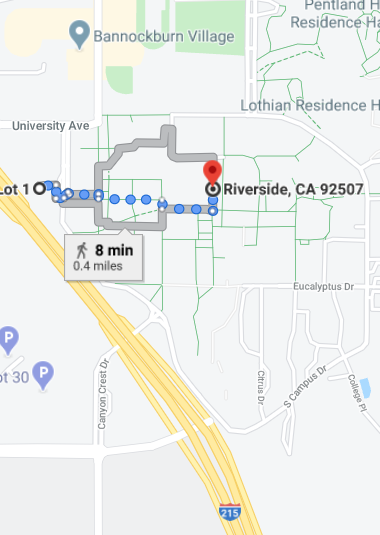 Pentland H
Residence Ha
Bannockburn Village
Lothian Residence H
University Ave
Lot 1
Riverside, CA 92507
8 min
0.4 miles
Eucalyptus Dr
P
ot 30
P
Canyon Crest Dr
Citrus Dr
S Campus Dr
College Pl
215